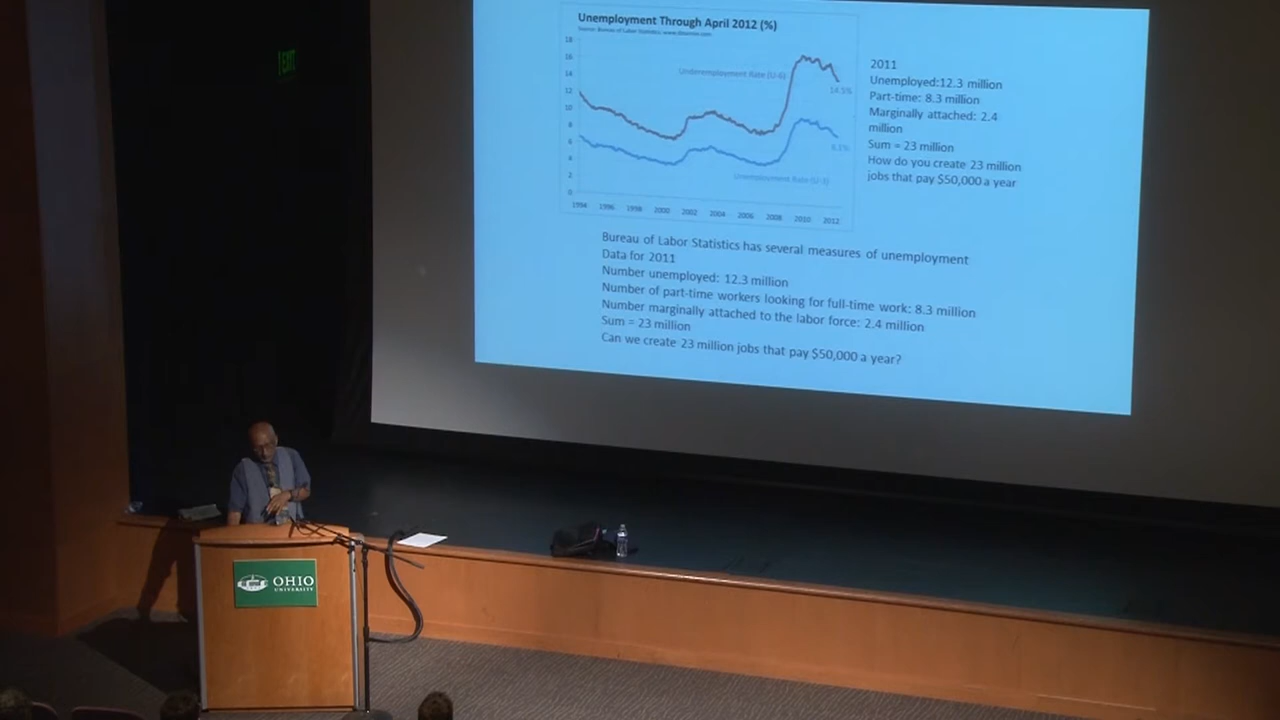 EXIT
Unemployment Through April 2012 (%)
Source: Bureau of Labor Statistics
18
16
14
12
10
8
6
4
2
0
Underemployment Rate (U-6)
14.5%
8.1%
Unemployment Rate (U-3)
1994 1996 1998 2000 2002 2004 2006 2008 2010 2012
2011
Unemployed:12.3 million
Part-time: 8.3 million
Marginally attached: 2.4
million
Sum = 23 million
How do you create 23 million
jobs that pay $50,000 a year
Bureau of Labor Statistics has several measures of unemployment
Data for 2011
Number unemployed: 12.3 million
Number of part-time workers looking for full-time work: 8.3 million
Number marginally attached to the labor force: 2.4 million
Sum = 23 million
Can we create 23 million jobs that pay $50,000 a year?
OHIO
UNIVERSITY